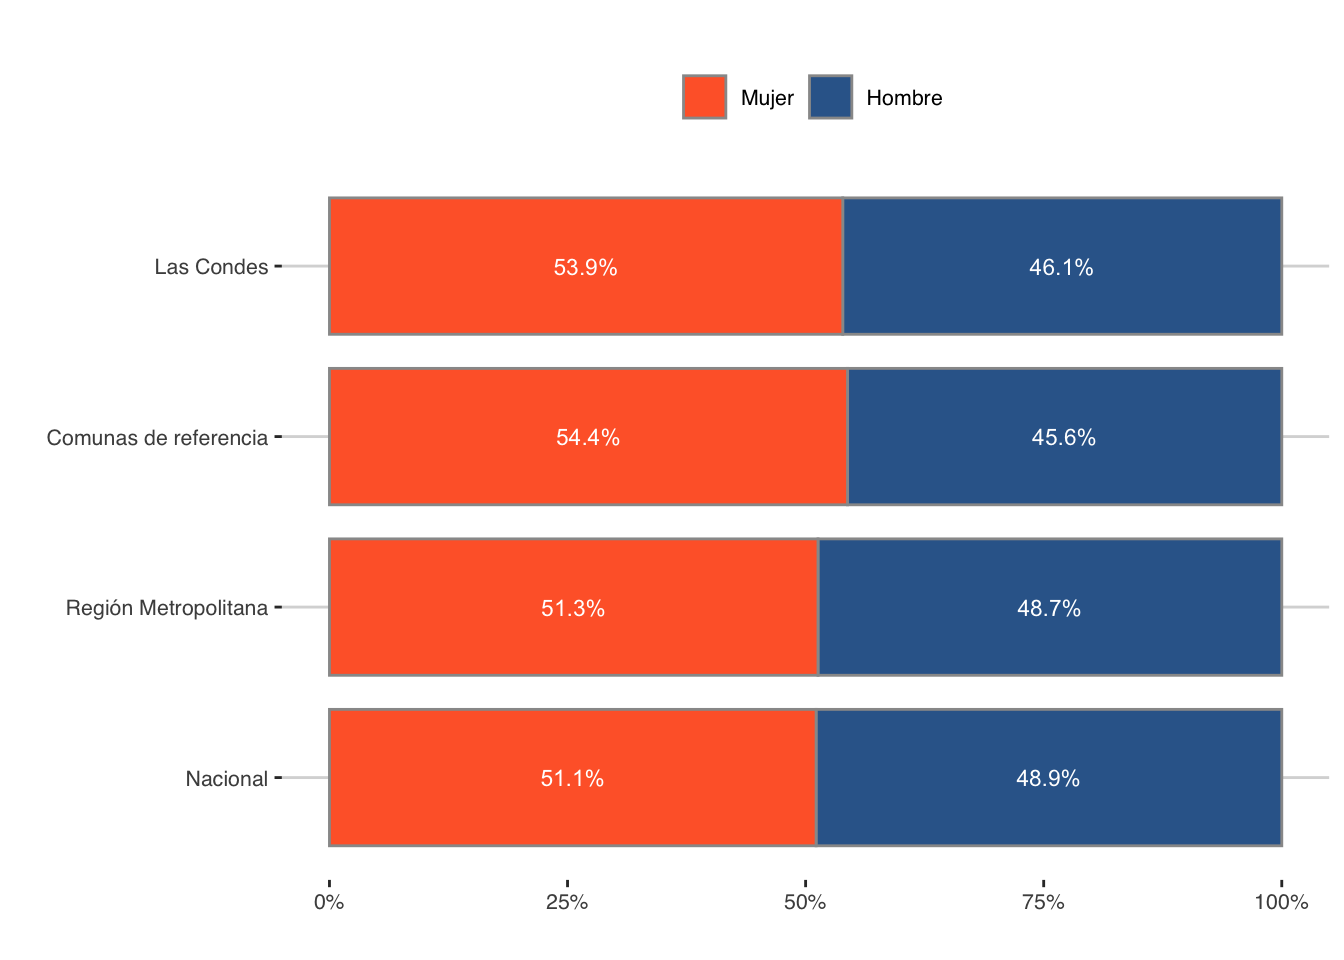 Mujer Hombre
Las Condes 53.9% 46.1%
Comunas de referencia 54.4% 45.6%
Región Metropolitana 51.3% 48.7%
Nacional 51.1% 48.9%
0% 25% 50% 75% 100%